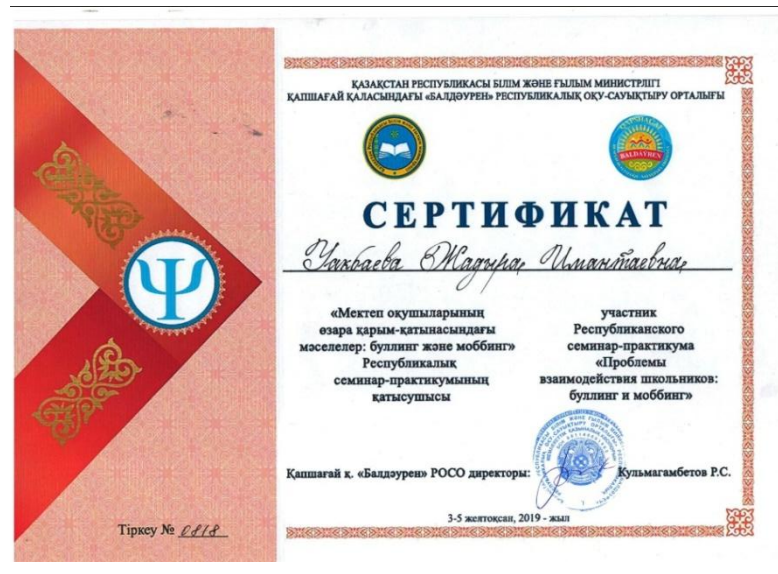 ҚАЗАҚСТАН РЕСПУБЛИКАСЫ БІЛІМ ЖӘНЕ ҒЫЛЫМ МИНИСТРЛІГІ
ҚАПШАҒАЙ ҚАЛАСЫНДАҒЫ «БАЛДӘУРЕН» РЕСПУБЛИКАЛЫҚ ОҚУ-САУЫҚТЫРУ ОРТАЛЫҒЫ
BALDAYREN
СЕРТИФИКАТ
Уакбаева Жадыра Имантаевна
«Мектеп оқушыларының
өзара қарым-қатынасындағы
мәселелер: буллинг және моббинг»
Республикалық
семинар-практикумының
қатысушысы
участник
Республиканского
семинар-практикума
«Проблемы
взаимодействия школьников:
буллинг и моббинг»
Қапшағай қ. «Балдәурен» РОСО директоры:
Кульмагамбетов Р.С.
3-5 желтоқсан, 2019 - жыл
Тіркеу № 0818